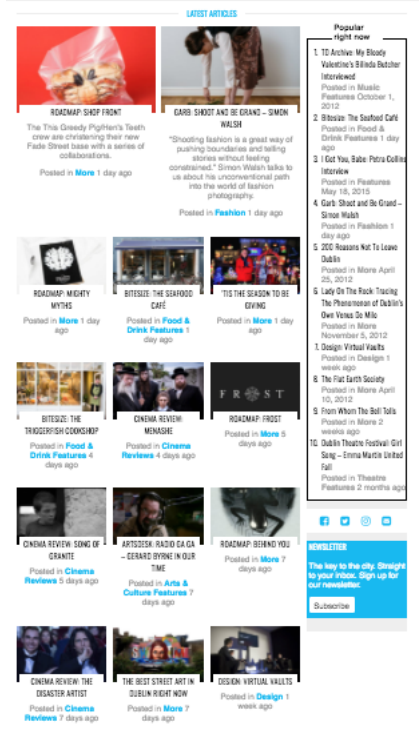 LATEST ARTICLES
ROADMAP: SHOP FRONT
The This Greedy Pig/Hen's Teeth
crew are christening their new
Fade Street base with a series of
collaborations.
Posted in More 1 day ago
GARB: SHOOT AND BE GRAND – SIMON
WALSH
"Shooting fashion is a great way of
pushing boundaries and telling
stories without feeling
constrained." Simon Walsh talks to
us about his unconventional path
into the world of fashion
photography.
Posted in Fashion 1 day ago
ROADMAP: MIGHTY
MYTHS
Posted in More 1 day
ago
BITESIZE: THE SEAFOOD
CAFÉ
Posted in Food &
Drink Features 1
day ago
'TIS THE SEASON TO BE
GIVING
Posted in More 1 day
ago
BITESIZE: THE
TRIGGERFISH COOKSHOP
Posted in Food &
Drink Features 4
days ago
CINEMA REVIEW:
MENASHE
Posted in Cinema
Reviews 4 days ago
FROST
ROADMAP: FROST
Posted in More 5
days ago
CINEMA REVIEW: SONG OF
GRANITE
Posted in Cinema
Reviews 5 days ago
ARTSDESK: RADIO GA GA
– GERARD BYRNE IN OUR
TIME
Posted in Arts &
Culture Features 7
days ago
ROADMAP: BEHIND YOU
Posted in More 7
days ago
CINEMA REVIEW: THE
DISASTER ARTIST
Posted in Cinema
Reviews 7 days ago
THE BEST STREET ART IN
DUBLIN RIGHT NOW
Posted in More 7
days ago
DESIGN: VIRTUAL VAULTS
Posted in Design 1
week ago
Popular
right now
1. TD Archive: My Bloody
Valentine's Bilinda Butcher
Interviewed
Posted in Music
Features October 1,
2012
2. Bitesize: The Seafood Café
Posted in Food &
Drink Features 1 day
ago
3. I Got You, Babe: Petra Collins
Interview
Posted in Features
May 18, 2015
4. Garb: Shoot and Be Grand –
Simon Walsh
Posted in Fashion 1
day ago
5. 200 Reasons Not To Leave
Dublin
Posted in More April
25, 2012
6. Lady On The Rock: Tracing
The Phenomenon of Dublin's
Own Venus De Milo
Posted in More
November 5, 2012
7. Design: Virtual Vaults
Posted in Design 1
week ago
8. The Flat Earth Society
Posted in More April
10, 2012
9. From Whom The Bell Tolls
Posted in More 2
weeks ago
10. Dublin Theatre Festival: Girl
Song – Emma Martin United
Fall
Posted in Theatre
Features 2 months ago
NEWSLETTER
The key to the city. Straight
to your inbox. Sign up for
our newsletter.
Subscribe